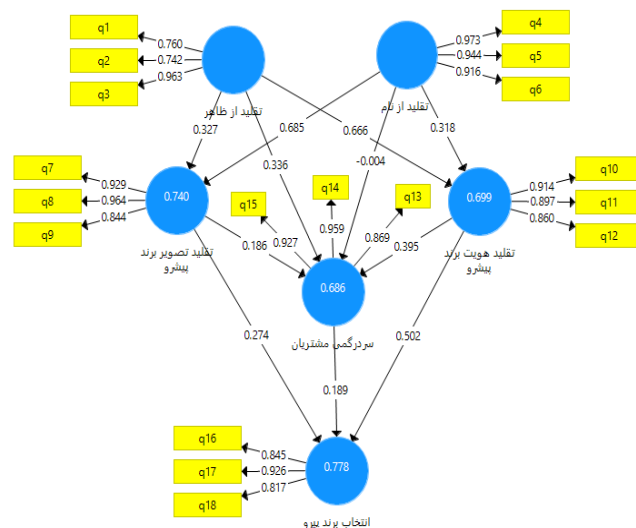 q1
q2
q3
0.760
0.742
0.963
تقلید از ظاهر
q4
q5
q6
0.973
0.944
0.916
تقلید از نام
0.327
0.336
0.666
0.685
-0.004
0.318
q7
q8
q9
0.929
0.964
0.844
0.740
تقلید تصویر برند
پیشرو
q10
q11
q12
0.914
0.897
0.860
0.699
تقلید هویت برند
پیشرو
q15
q14
q13
0.927
0.959
0.869
0.186
0.395
0.686
سردرگمی مشتریان
0.274
0.189
0.502
q16
q17
q18
0.845
0.926
0.817
0.778
انتخاب برند پیرو